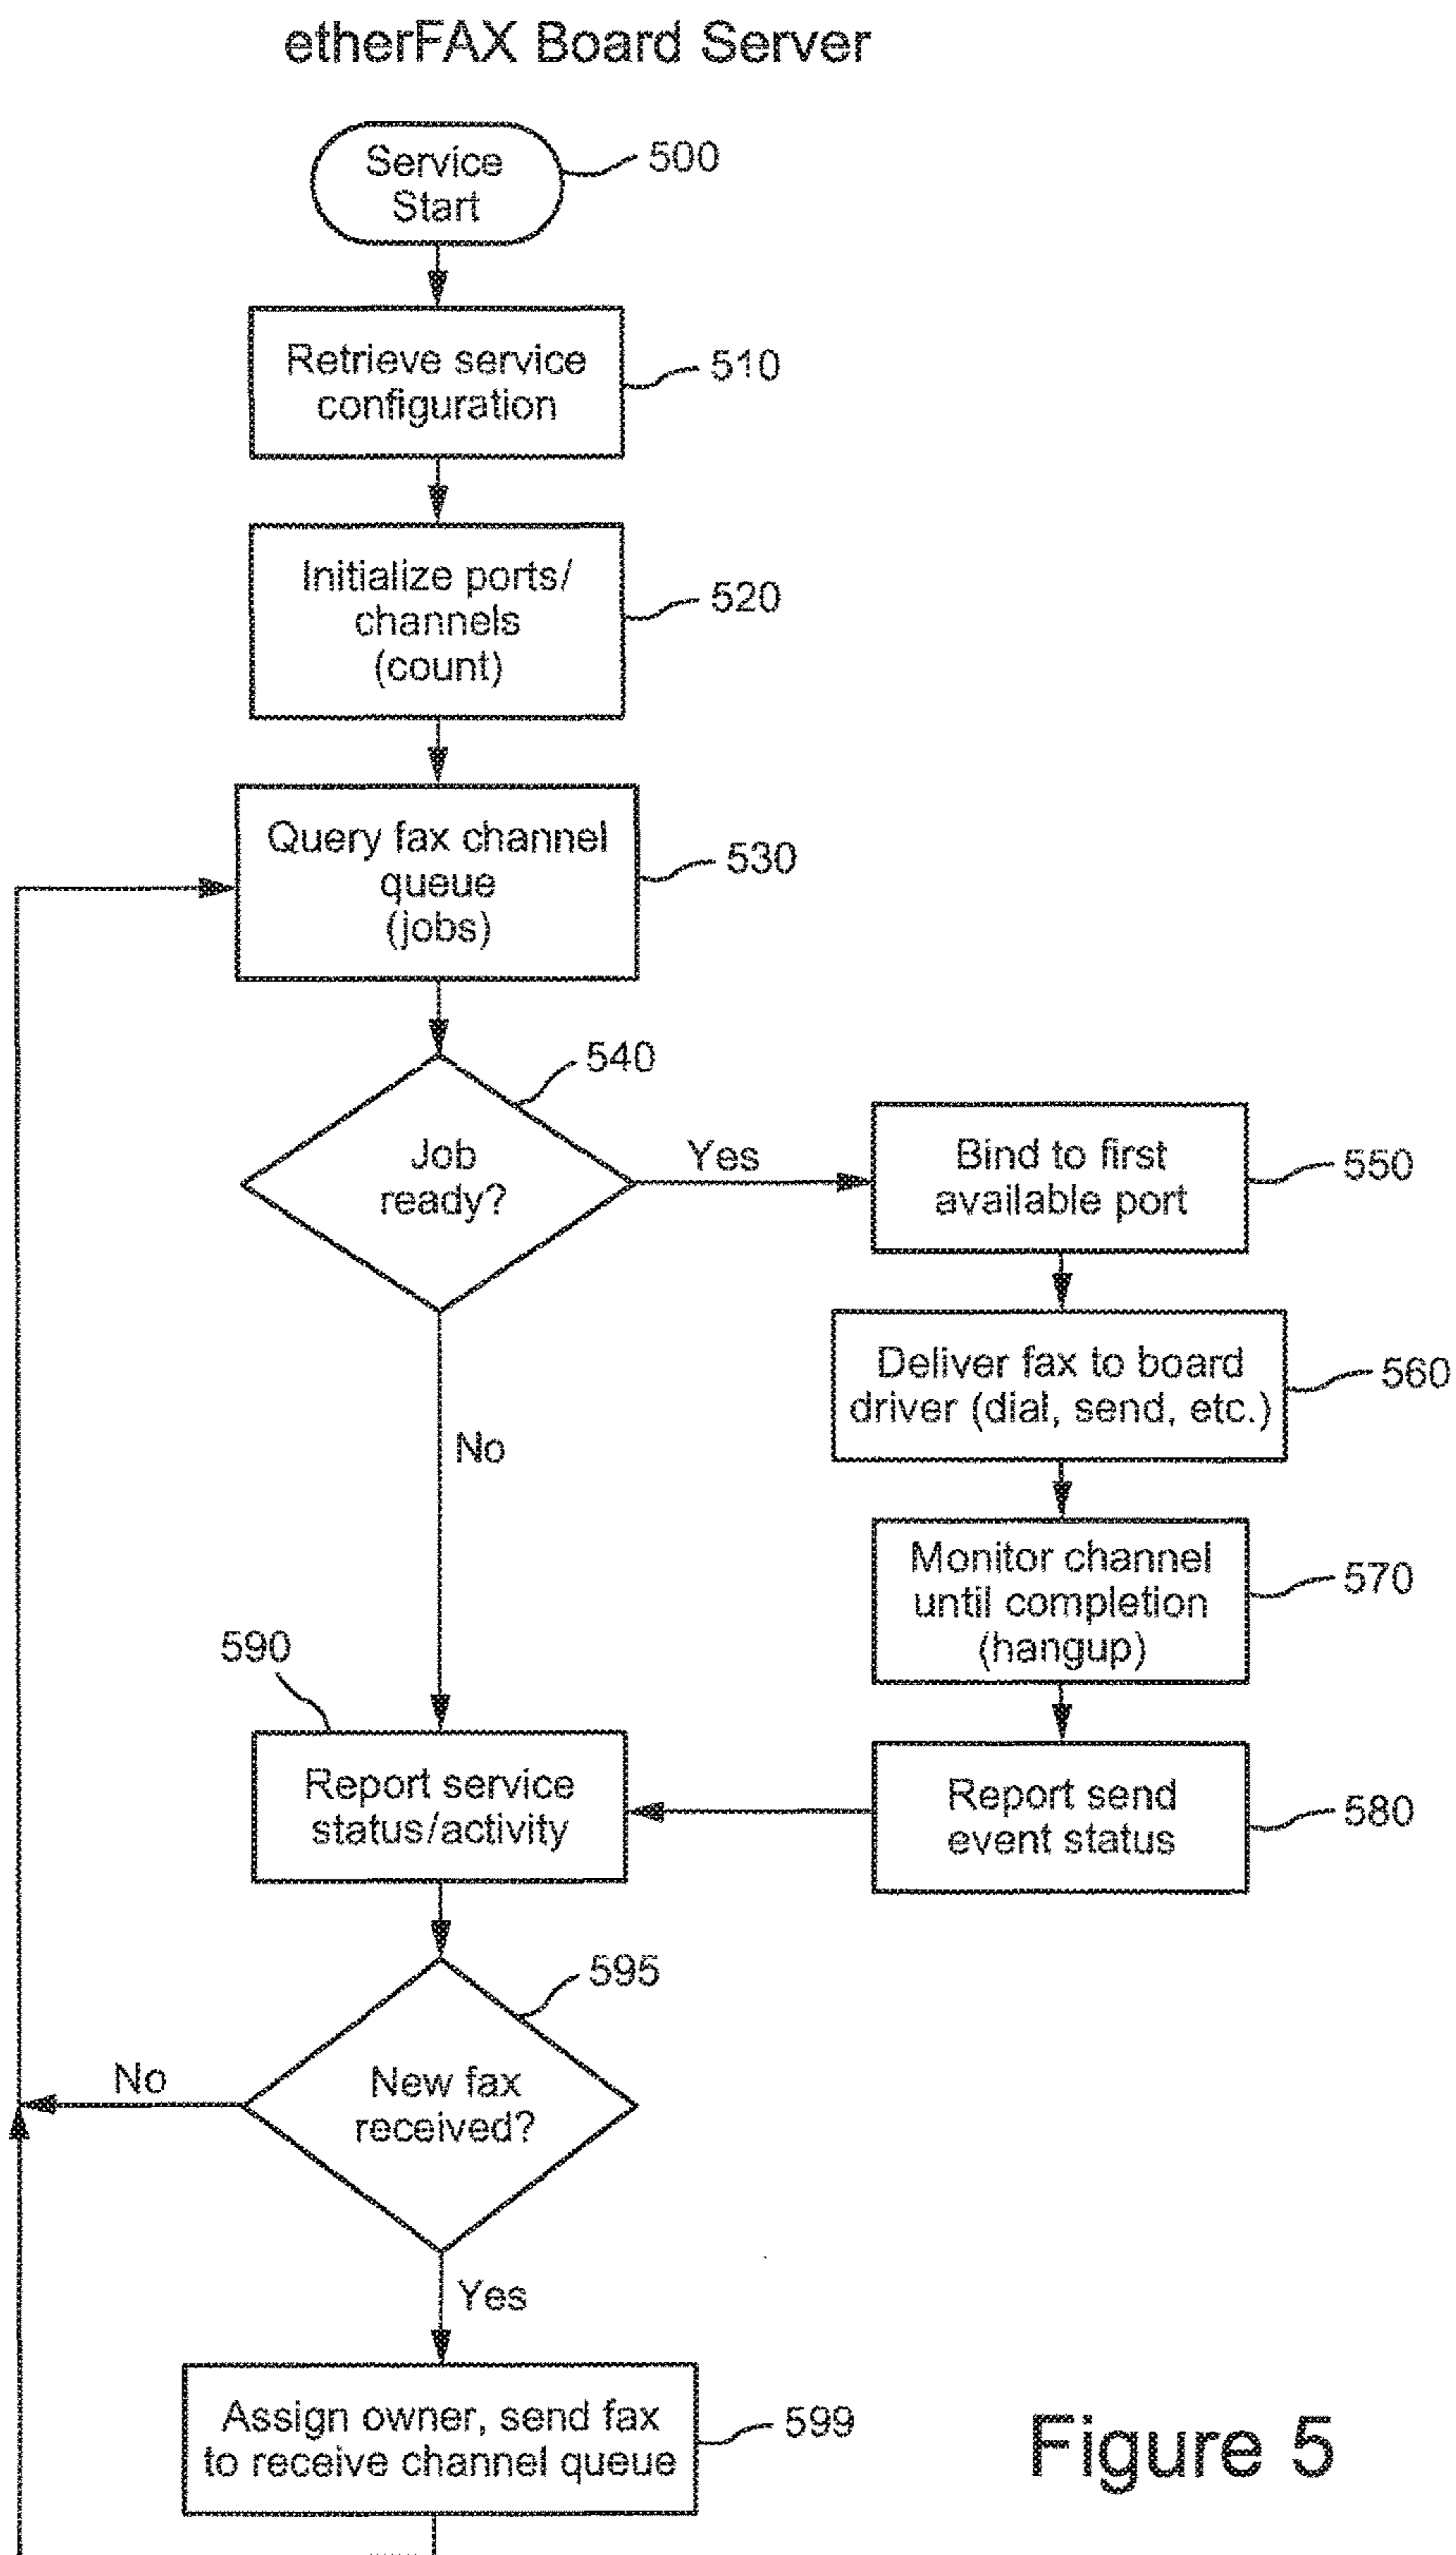 etherFAX Board Server
Service
Start
500
Retrieve service
configuration
510
Initialize ports/
channels
(count)
520
Query fax channel
queue
(jobs)
530
540
Job
ready?
Yes
Bind to first
available port
550
Deliver fax to board
driver (dial, send, etc.)
560
No
Monitor channel
until completion
(hangup)
570
590
Report service
status/activity
Report send
event status
580
595
New fax
received?
No
Yes
Assign owner, send fax
to receive channel queue
599
Figure 5